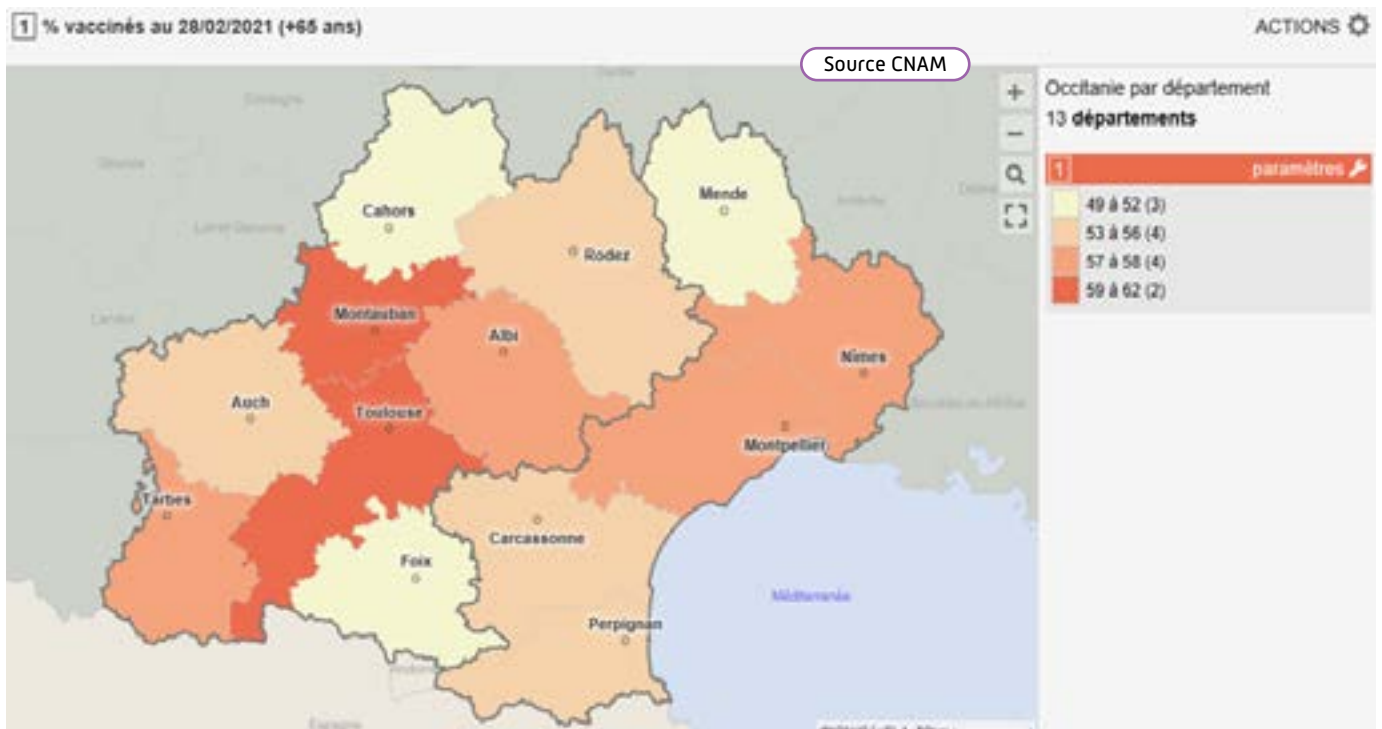 1 % vaccinés au 28/02/2021 (+65 ans)
ACTIONS
Source CNAM
Occitanie par département
13 départements
1 paramètres
49 à 52 (3)
53 à 56 (4)
57 à 58 (4)
59 à 62 (2)
+
−
Mende
Cahors
Rodez
Montauban
Albi
Nîmes
Auch
Toulouse
Montpellier
Tarbes
Carcassonne
Foix
Méditerranée
Perpignan
Espagne